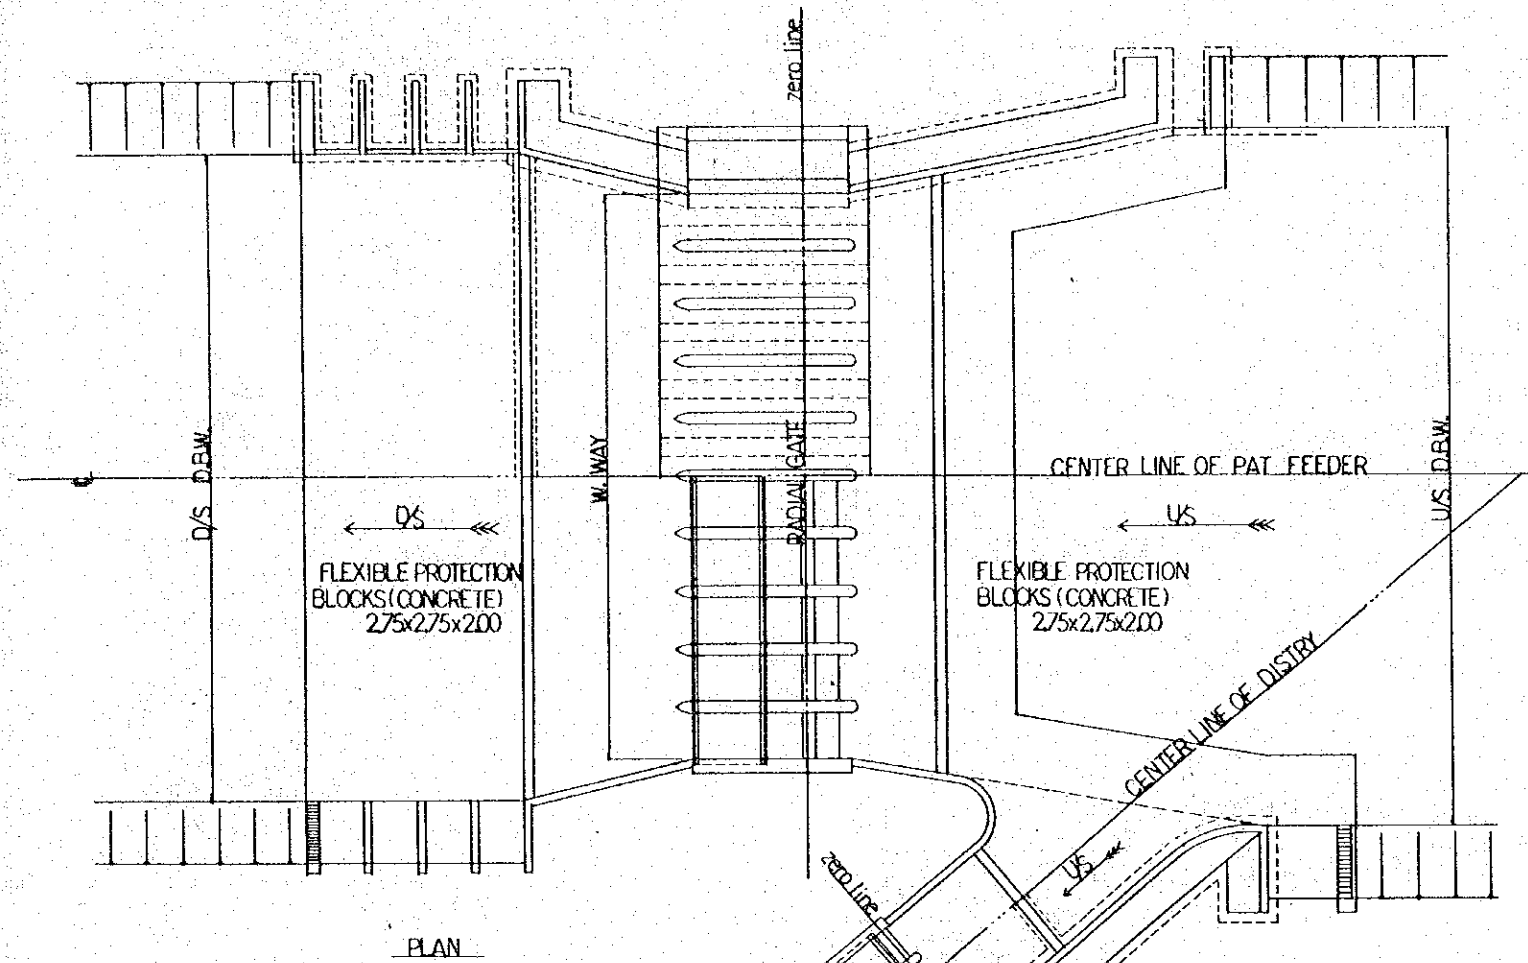 zero line
CENTER LINE OF PAT FEEDER
D/S D.B.W.
W. WAY
RADIAL GATE
U/S D.B.W.
D/S
U/S
FLEXIBLE PROTECTION
BLOCKS (CONCRETE)
2.75x2.75x2.00
FLEXIBLE PROTECTION
BLOCKS (CONCRETE)
2.75x2.75x2.00
CENTER LINE OF DISTRY
U/S
zero line
PLAN